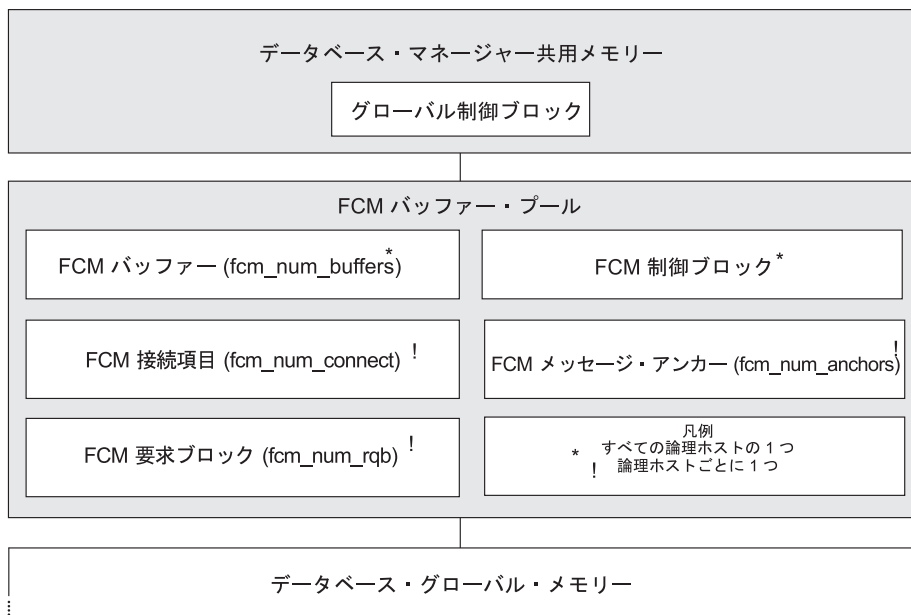 データベース・マネージャー共用メモリー
グローバル制御ブロック
FCM バッファー・プール
FCM バッファー (fcm_num_buffers)*
FCM 制御ブロック*
FCM 接続項目 (fcm_num_connect) !
FCM メッセージ・アンカー (fcm_num_anchors)!
FCM 要求ブロック (fcm_num_rqb) !
凡例
* すべての論理ホストの 1 つ
! 論理ホストごとに 1 つ
データベース・グローバル・メモリー